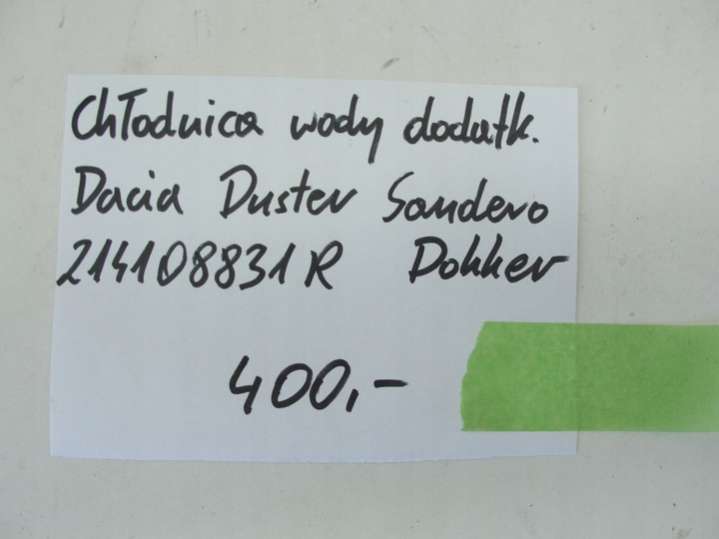 Chłodnica wody dodatk.
Dacia Duster Sandero
214108831R Dokker
400,-